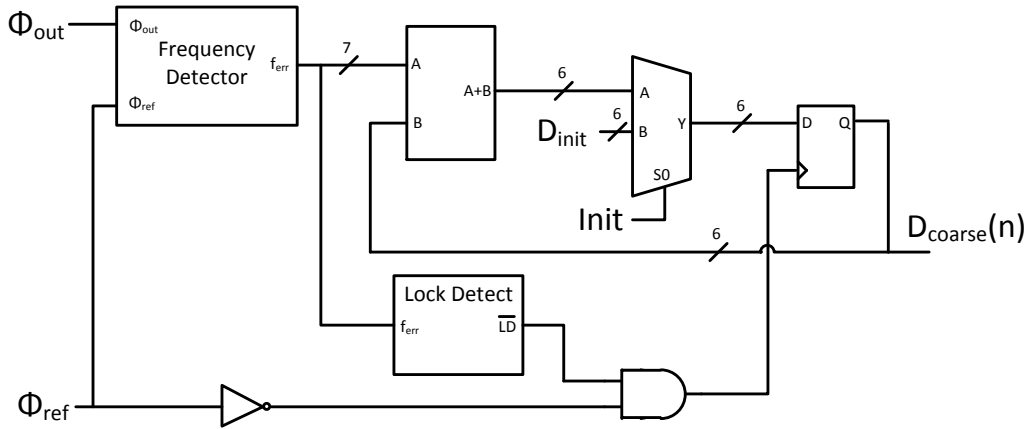 Φout
Φout
Frequency
Detector
ferr
Φref
7
A
B
A+B
6
6
Dinit
A
B
Y
S0
Init
6
D
Q
6
Dcoarse(n)
Lock Detect
ferr
LD
Φref